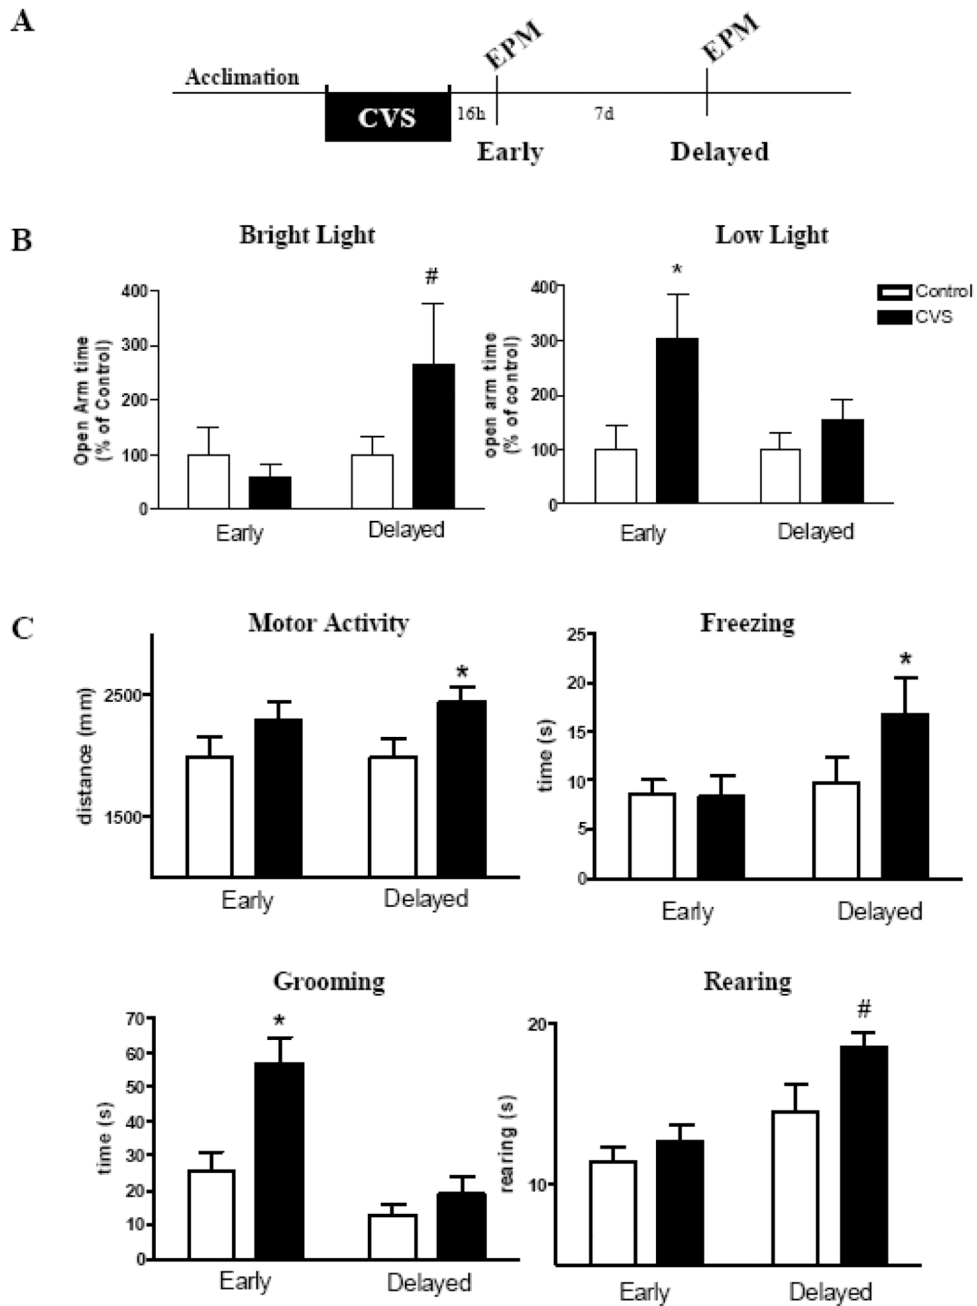 A
EPM
EPM
Acclimation
CVS
16h
7d
Early
Delayed
B
Bright Light
Low Light
#
*
Control
CVS
Open Arm time
(% of Control)
400
300
200
100
0
Early
Delayed
open arm time
(% of control)
400
300
200
100
0
Early
Delayed
C
Motor Activity
*
distance (mm)
2500
1500
Early
Delayed
Freezing
*
time (s)
25
20
15
10
5
0
Early
Delayed
Grooming
*
time (s)
70
60
50
40
30
20
10
0
Early
Delayed
Rearing
#
rearing (s)
20
10
Early
Delayed